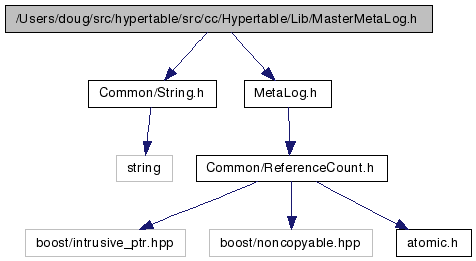 /Users/doug/src/hypertable/src/cc/Hypertable/Lib/MasterMetaLog.h
Common/String.h
MetaLog.h
string
Common/ReferenceCount.h
boost/intrusive_ptr.hpp
boost/noncopyable.hpp
atomic.h